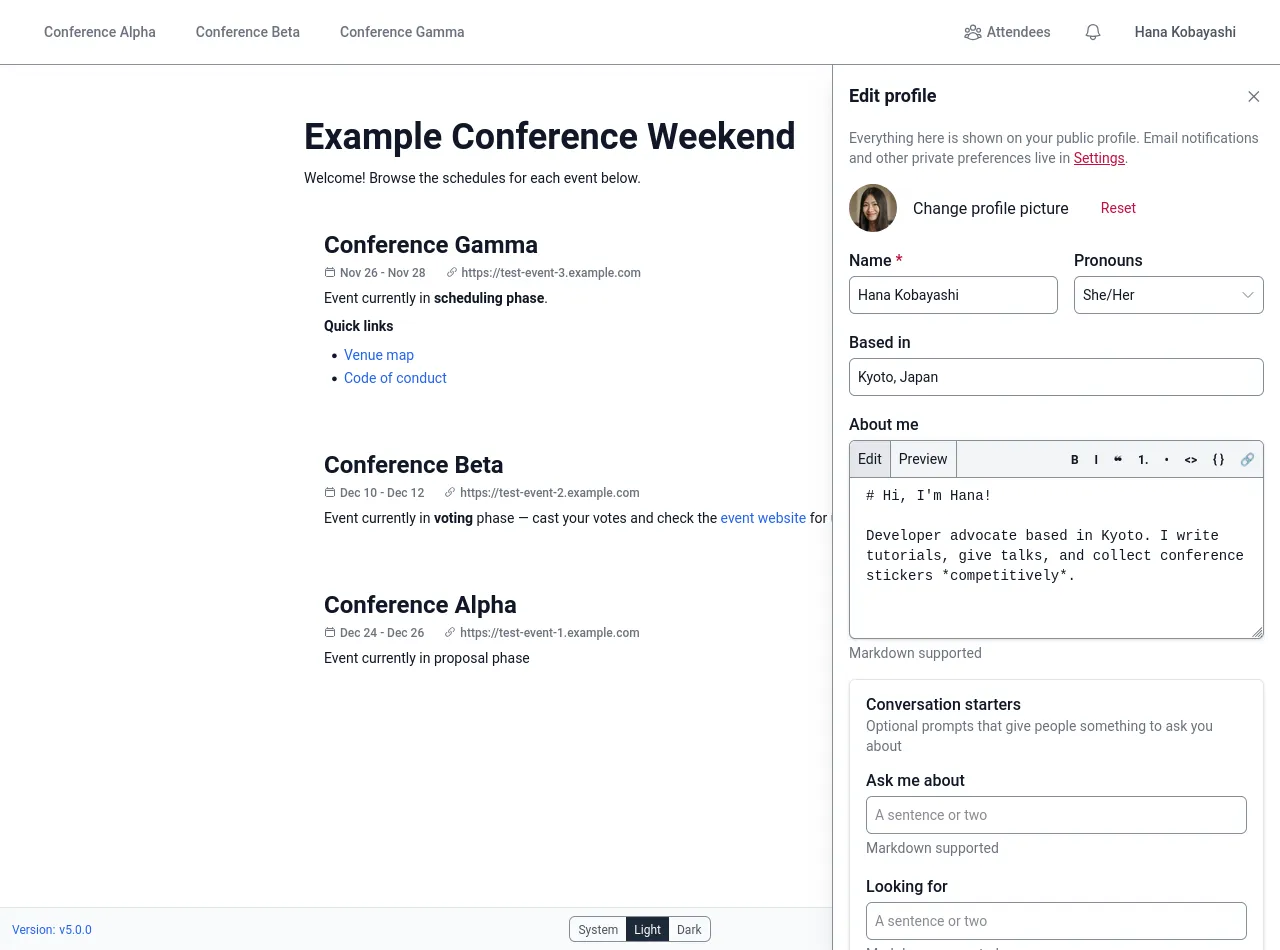 Conference Alpha
Conference Beta
Conference Gamma
Attendees
Hana Kobayashi
Example Conference Weekend
Welcome! Browse the schedules for each event below.
Conference Gamma
Nov 26 - Nov 28
https://test-event-3.example.com
Event currently in scheduling phase.
Quick links
• Venue map
• Code of conduct
Conference Beta
Dec 10 - Dec 12
https://test-event-2.example.com
Event currently in voting phase — cast your votes and check the event website for
Conference Alpha
Dec 24 - Dec 26
https://test-event-1.example.com
Event currently in proposal phase
Version: v5.0.0
System
Light
Dark
Edit profile
Everything here is shown on your public profile. Email notifications
and other private preferences live in Settings.
Change profile picture
Reset
Name *
Pronouns
Hana Kobayashi
She/Her
Based in
Kyoto, Japan
About me
Edit
Preview
B I ❝ 1. • <> {} 🔗
# Hi, I'm Hana!
Developer advocate based in Kyoto. I write
tutorials, give talks, and collect conference
stickers *competitively*.
Markdown supported
Conversation starters
Optional prompts that give people something to ask you
about
Ask me about
A sentence or two
Markdown supported
Looking for
A sentence or two